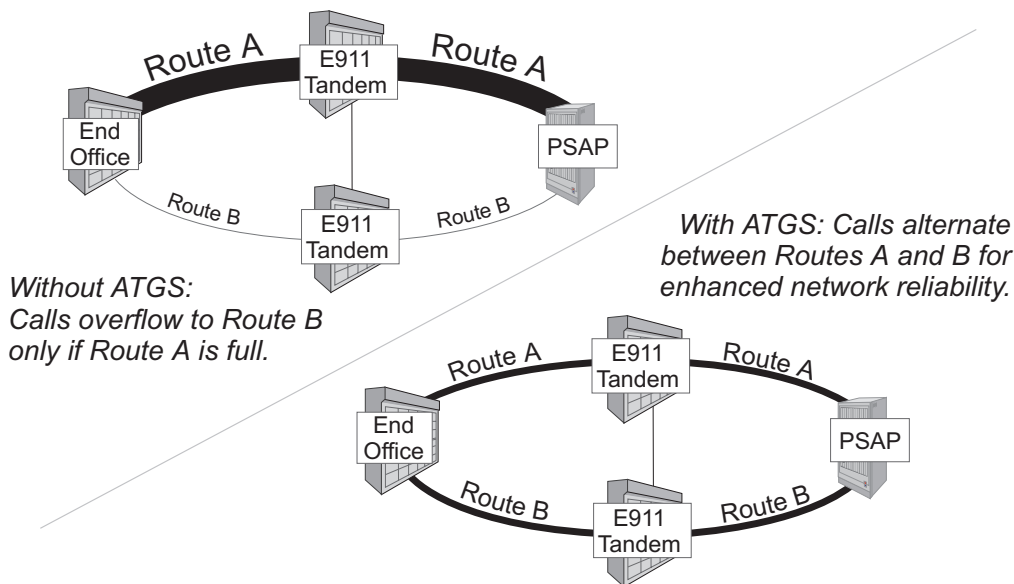 Route A
E911
Tandem
Route A
End
Office
PSAP
Route B
E911
Tandem
Route B
Without ATGS:
Calls overflow to Route B
only if Route A is full.
With ATGS: Calls alternate
between Routes A and B for
enhanced network reliability.
Route A
E911
Tandem
Route A
End
Office
PSAP
Route B
E911
Tandem
Route B